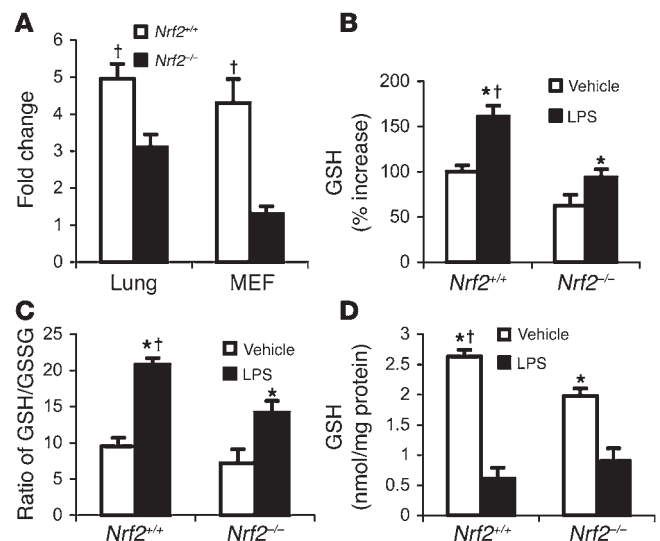 A
Nrf2+/+
Nrf2–/–
Fold change
6
5
4
3
2
1
0
†
†
Lung
MEF
B
Vehicle
LPS
GSH
(% increase)
200
150
100
50
0
*†
*
Nrf2+/+
Nrf2–/–
C
Vehicle
LPS
Ratio of GSH/GSSG
25
20
15
10
5
0
*†
*
Nrf2+/+
Nrf2–/–
D
Vehicle
LPS
GSH
(nmol/mg protein)
3
2.5
2
1.5
1
0.5
0
*†
*
Nrf2+/+
Nrf2–/–